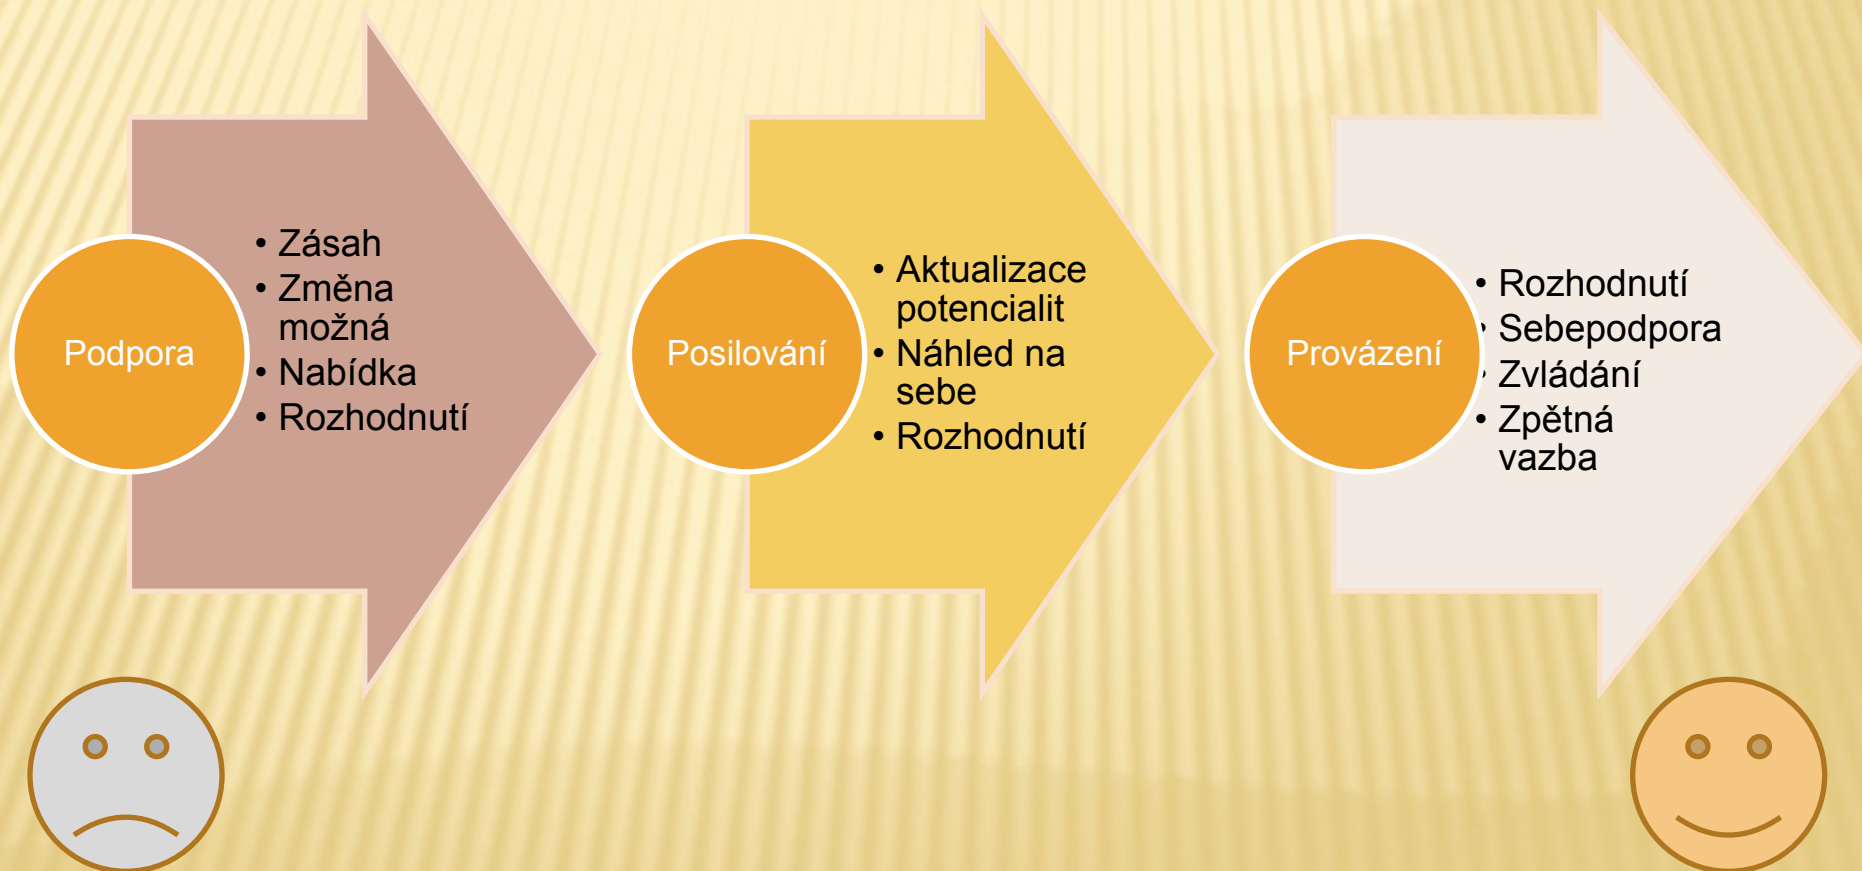 Podpora
• Zásah
• Změna
možná
• Nabídka
• Rozhodnutí
Posilování
• Aktualizace
potencialit
• Náhled na
sebe
• Rozhodnutí
Provázení
• Rozhodnutí
• Sebepodpora
• Zvládání
• Zpětná
vazba